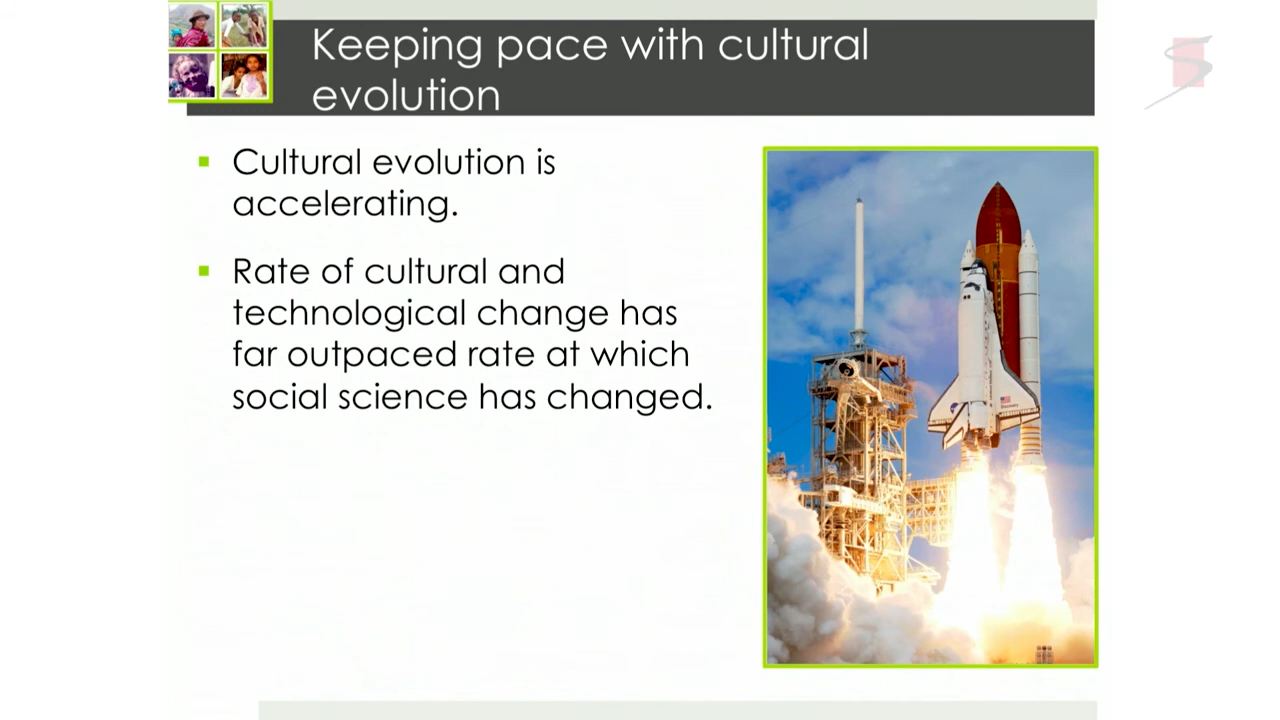 Keeping pace with cultural
evolution
▪ Cultural evolution is
accelerating.
▪ Rate of cultural and
technological change has
far outpaced rate at which
social science has changed.